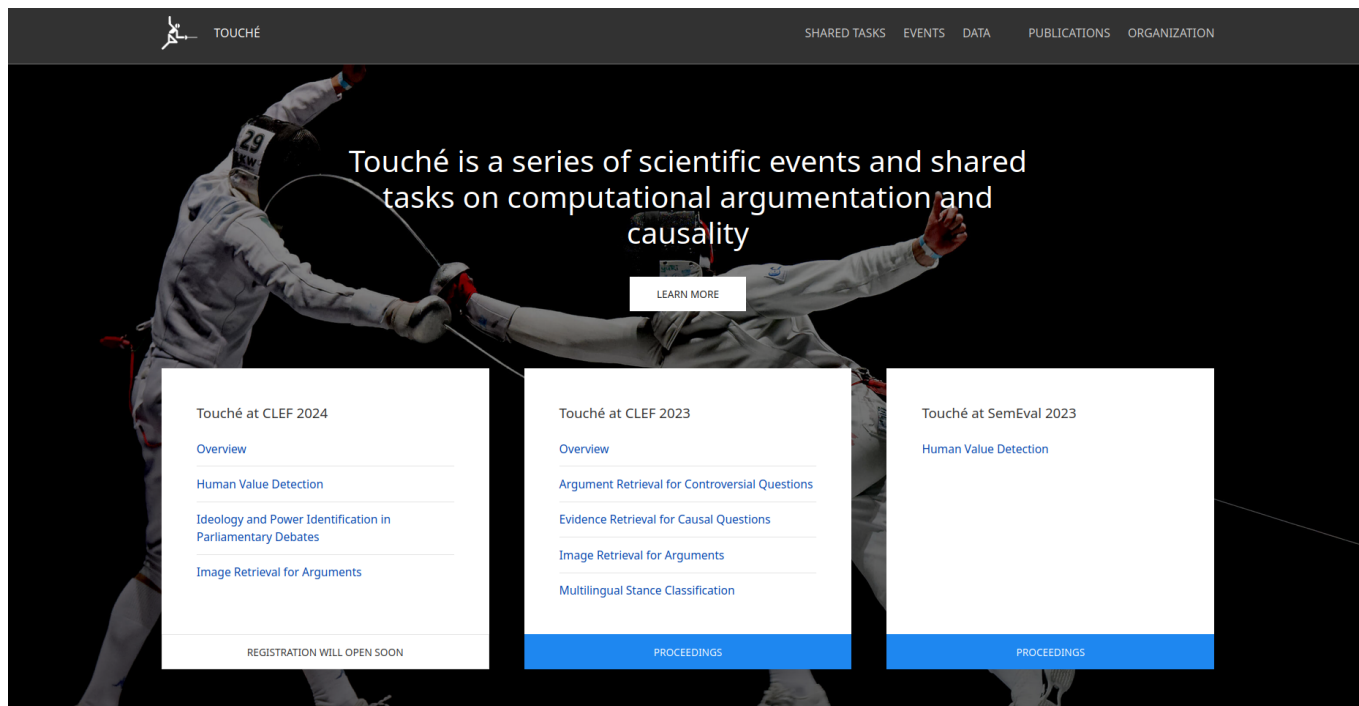 TOUCHÉ
SHARED TASKS EVENTS DATA PUBLICATIONS ORGANIZATION
29
KW
Touché is a series of scientific events and shared
tasks on computational argumentation and
causality
LEARN MORE
Touché at CLEF 2024
Overview
Human Value Detection
Ideology and Power Identification in
Parliamentary Debates
Image Retrieval for Arguments
REGISTRATION WILL OPEN SOON
Touché at CLEF 2023
Overview
Argument Retrieval for Controversial Questions
Evidence Retrieval for Causal Questions
Image Retrieval for Arguments
Multilingual Stance Classification
PROCEEDINGS
Touché at SemEval 2023
Human Value Detection
PROCEEDINGS